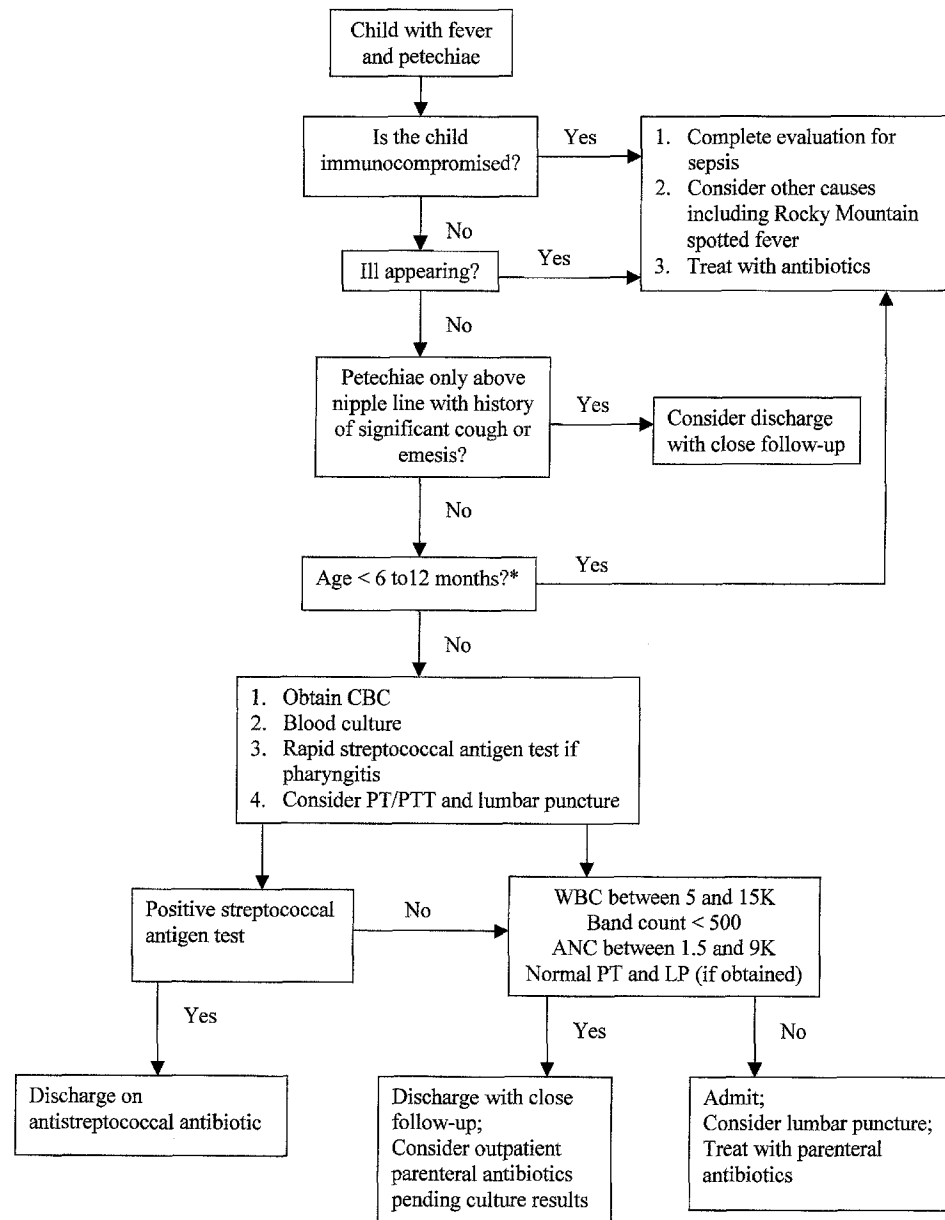 Child with fever
and petechiae
Is the child
immunocompromised?
Yes
1. Complete evaluation for
sepsis
2. Consider other causes
including Rocky Mountain
spotted fever
3. Treat with antibiotics
No
Ill appearing?
Yes
No
Petechiae only above
nipple line with history
of significant cough or
emesis?
Yes
Consider discharge
with close follow-up
No
Age < 6 to12 months?*
Yes
No
1. Obtain CBC
2. Blood culture
3. Rapid streptococcal antigen test if
pharyngitis
4. Consider PT/PTT and lumbar puncture
Positive streptococcal
antigen test
No
WBC between 5 and 15K
Band count < 500
ANC between 1.5 and 9K
Normal PT and LP (if obtained)
Yes
Yes
No
Discharge on
antistreptococcal antibiotic
Discharge with close
follow-up;
Consider outpatient
parenteral antibiotics
pending culture results
Admit;
Consider lumbar puncture;
Treat with parenteral
antibiotics